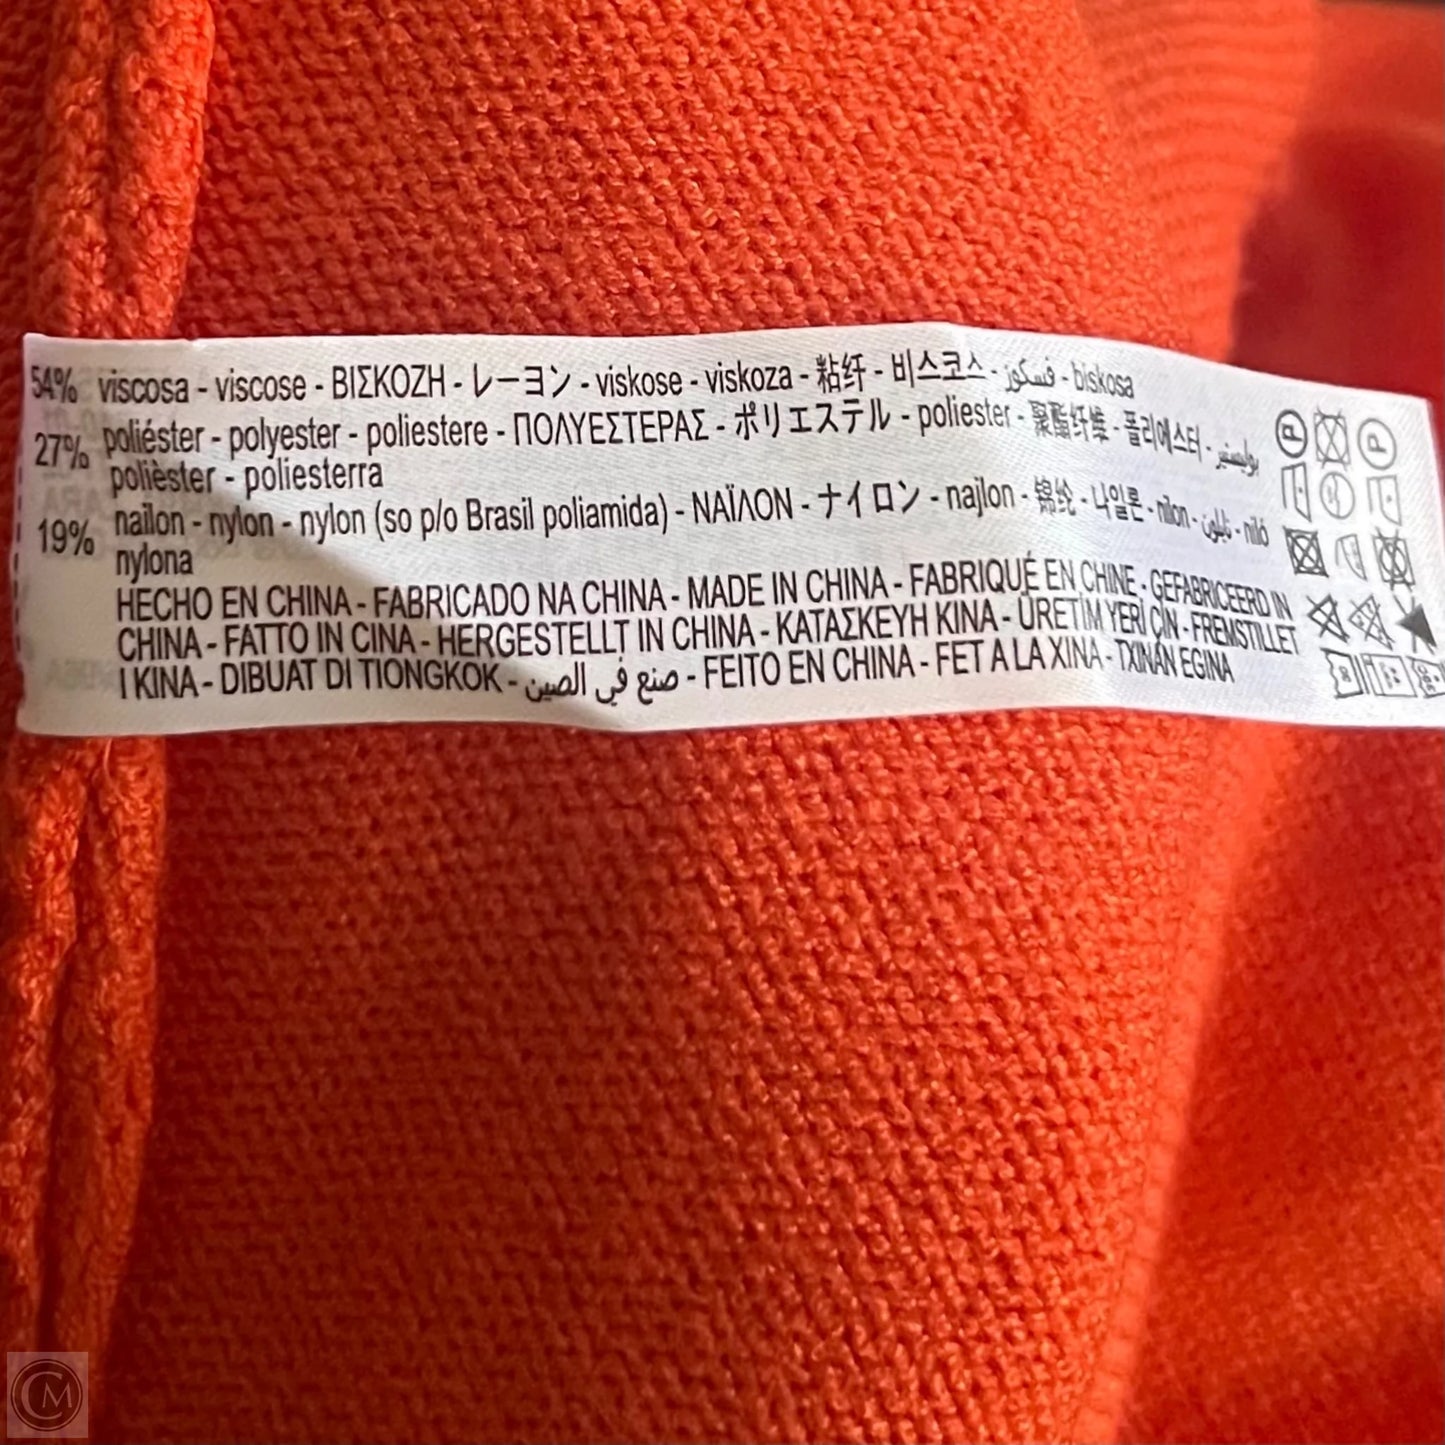 54% viscosa - viscose - ΒΙΣΚΟΖΗ - レーヨン - viskose - viskoza - 粘纤 - 비스코스 - فسكوز - biskosa
27% poliéster - polyester - poliestere - ΠΟΛΥΕΣΤΕΡΑΣ - ポリエステル - poliester - 聚酯纤维 - 폴리에스터 - بوليستير
polièster - poliesterra
19% nailon - nylon - nylon (so p/o Brasil poliamida) - ΝΑΪΛΟΝ - ナイロン - najlon - 锦纶 - 나일론 - nilon - نايلون - niló
nylona
HECHO EN CHINA - FABRICADO NA CHINA - MADE IN CHINA - FABRIQUÉ EN CHINE - GEFABRICEERD IN
CHINA - FATTO IN CINA - HERGESTELLT IN CHINA - ΚΑΤΑΣΚΕΥΗ ΚΙΝΑ - ÜRETİM YERİ ÇİN - FREMSTILLET
I KINA - DIBUAT DI TIONGKOK - صنع في الصين - FEITO EN CHINA - FET A LA XINA - TXINAN EGINA
P P
CM